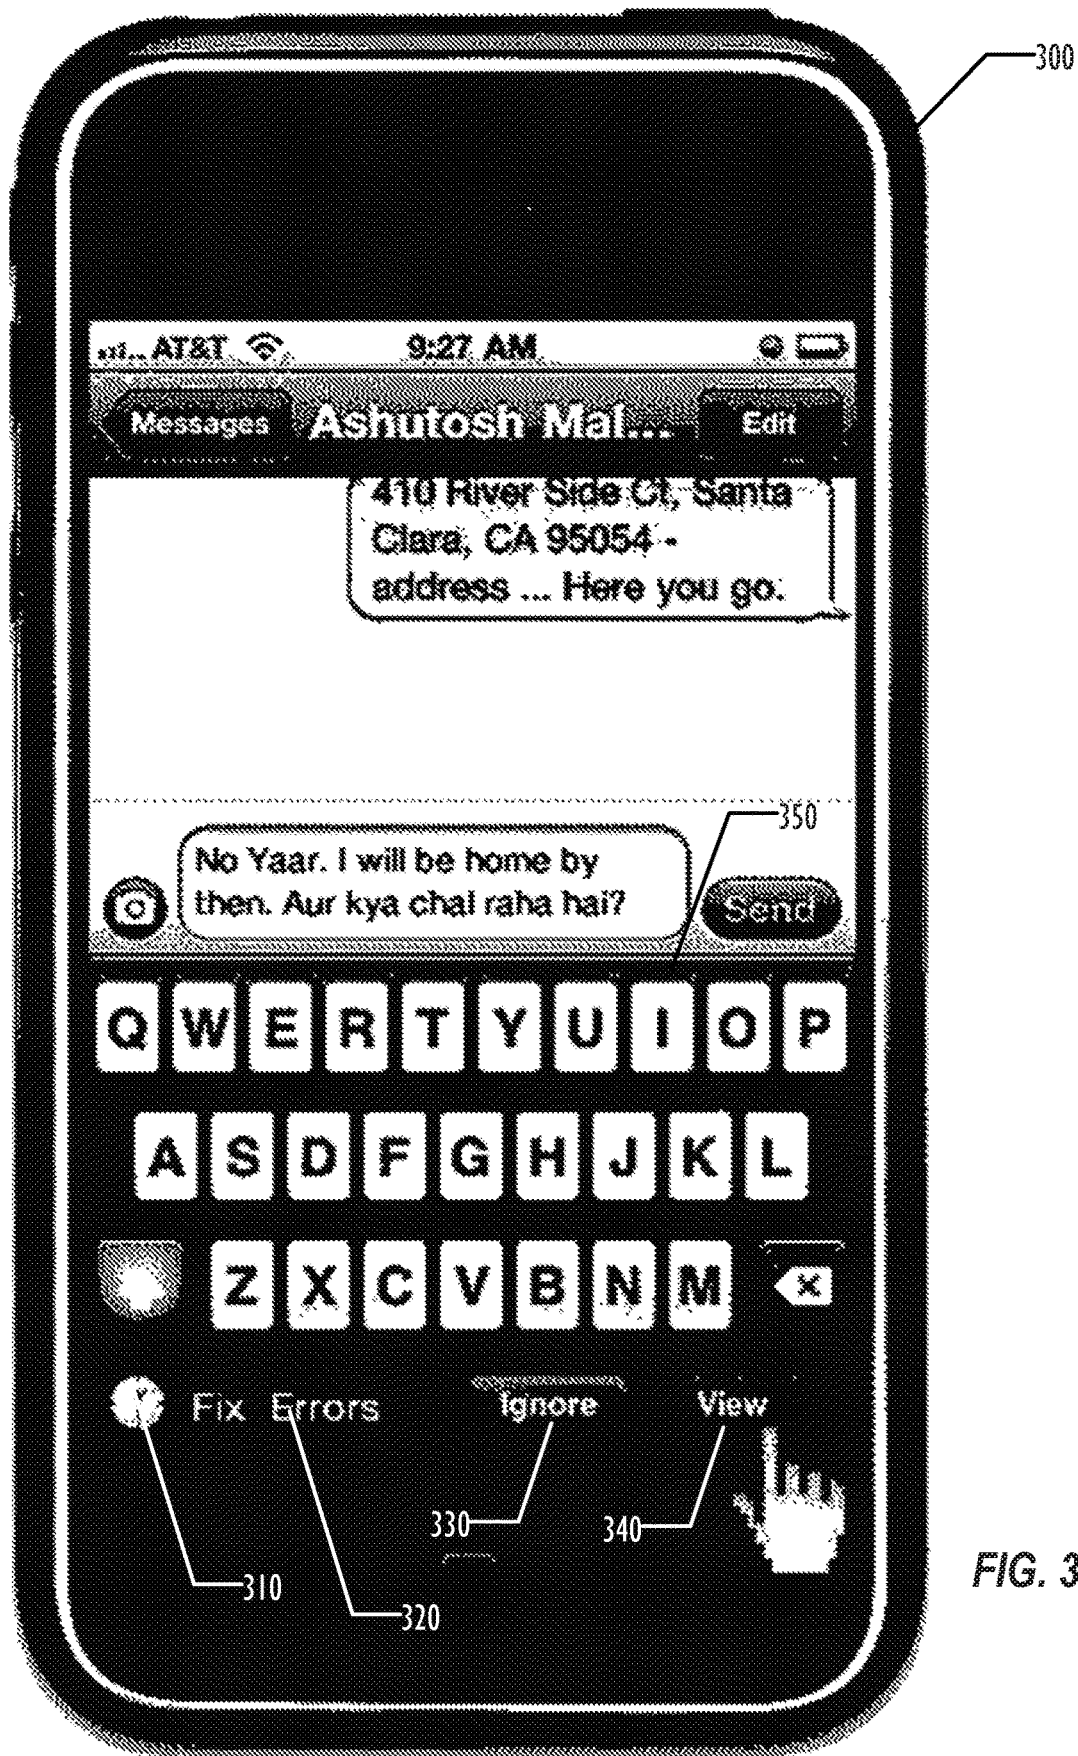 300
AT&T 9:27 AM
Messages Ashutosh Mal... Edit
410 River Side Ct, Santa
Clara, CA 95054 -
address ... Here you go.
350
No Yaar. I will be home by
then. Aur kya chal raha hai?
Send
Q W E R T Y U I O P
A S D F G H J K L
Z X C V B N M
Fix Errors Ignore View
330 340
310
320
FIG. 3